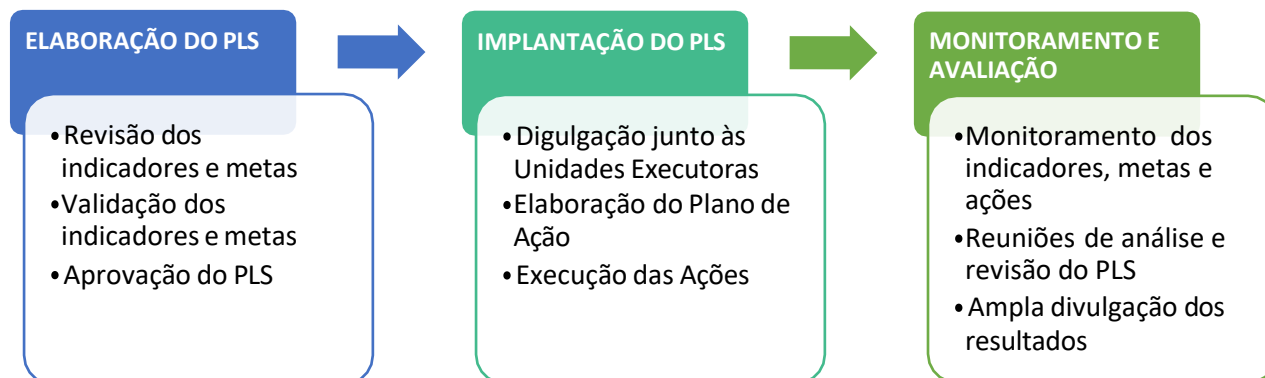 ELABORAÇÃO DO PLS
•Revisão dos
indicadores e metas
•Validação dos
indicadores e metas
•Aprovação do PLS
IMPLANTAÇÃO DO PLS
•Digulgação junto às
Unidades Executoras
•Elaboração do Plano de
Ação
•Execução das Ações
MONITORAMENTO E
AVALIAÇÃO
•Monitoramento dos
indicadores, metas e
ações
•Reuniões de análise e
revisão do PLS
•Ampla divulgação dos
resultados